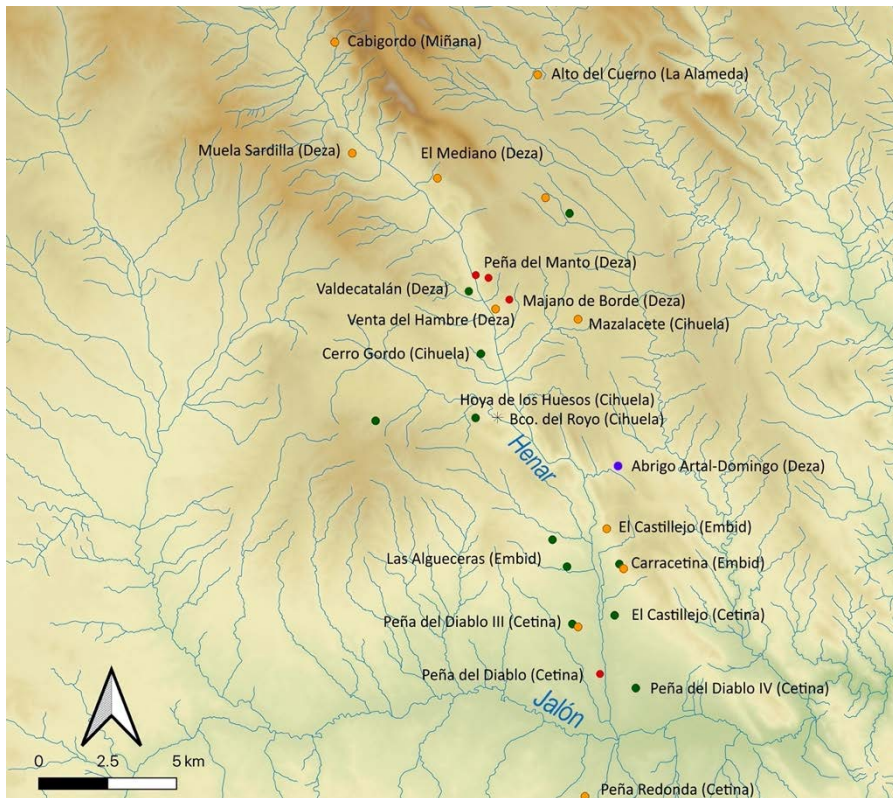 Cabigordo (Miñana)
Alto del Cuerno (La Alameda)
Muela Sardilla (Deza)
El Mediano (Deza)
Peña del Manto (Deza)
Valdecatalán (Deza)
Majano de Borde (Deza)
Venta del Hambre (Deza)
Mazalacete (Cihuela)
Cerro Gordo (Cihuela)
Hoya de los Huesos (Cihuela)
Bco. del Royo (Cihuela)
Henar
Abrigo Artal-Domingo (Deza)
El Castillejo (Embid)
Las Algueceras (Embid)
Carracetina (Embid)
El Castillejo (Cetina)
Peña del Diablo III (Cetina)
Peña del Diablo (Cetina)
Peña del Diablo IV (Cetina)
Jalón
0 2.5 5 km
Peña Redonda (Cetina)